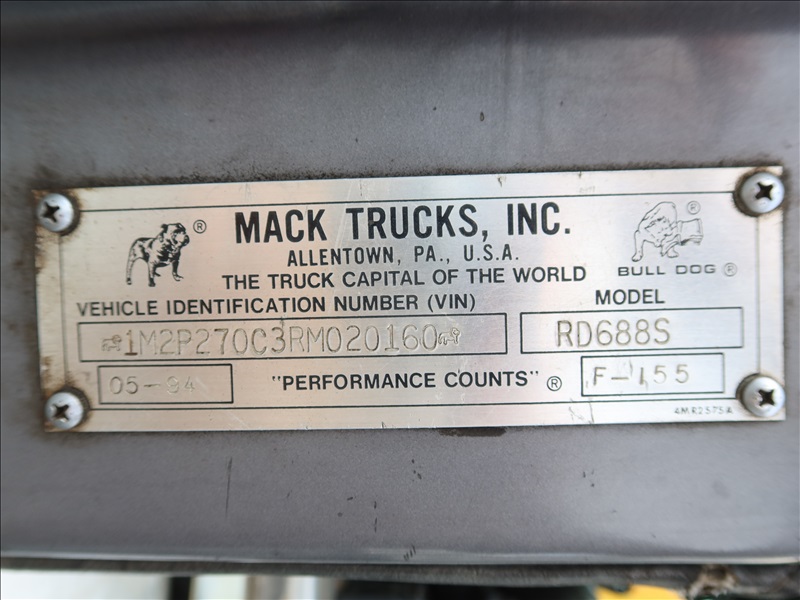 MACK TRUCKS, INC.
ALLENTOWN, PA., U.S.A.
THE TRUCK CAPITAL OF THE WORLD
BULL DOG ®
VEHICLE IDENTIFICATION NUMBER (VIN)
MODEL
1M2P270C3RM020160
RD688S
05-94
"PERFORMANCE COUNTS" ®
F-155
4MR2575A